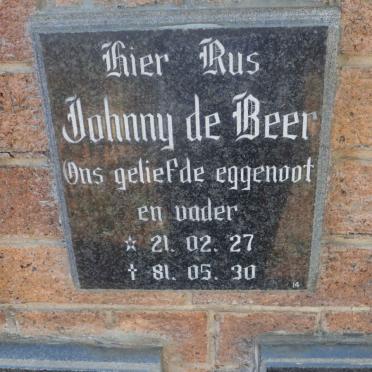 Hier Rus
Johnny de Beer
Ons geliefde eggenoot
en vader
☆ 21. 02. 27
† 81. 05. 30
14